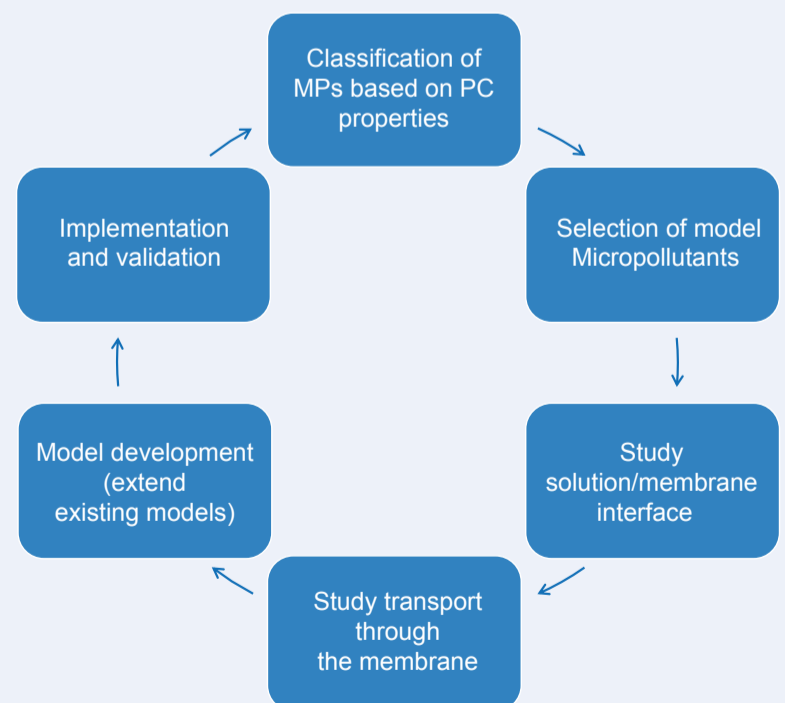 Classification of
MPs based on PC
properties
Selection of model
Micropollutants
Study
solution/membrane
interface
Study transport
through
the membrane
Model development
(extend
existing models)
Implementation
and validation